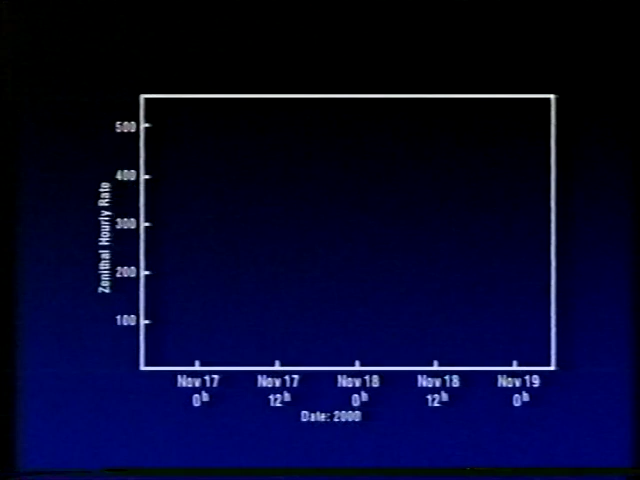 500
400
300
200
100
Zenithal Hourly Rate
Nov 17 Nov 17 Nov 18 Nov 18 Nov 19
0h 12h 0h 12h 0h
Date: 2000